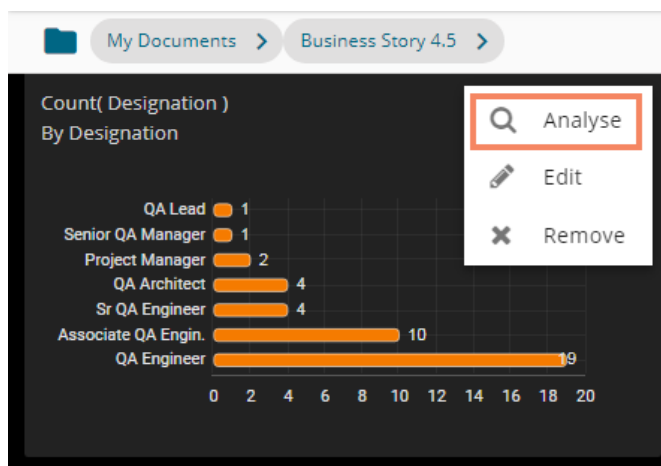 My Documents > Business Story 4.5 >
Count( Designation )
By Designation
Analyse
Edit
Remove
QA Lead 1
Senior QA Manager 1
Project Manager 2
QA Architect 4
Sr QA Engineer 4
Associate QA Engin. 10
QA Engineer 19
0 2 4 6 8 10 12 14 16 18 20